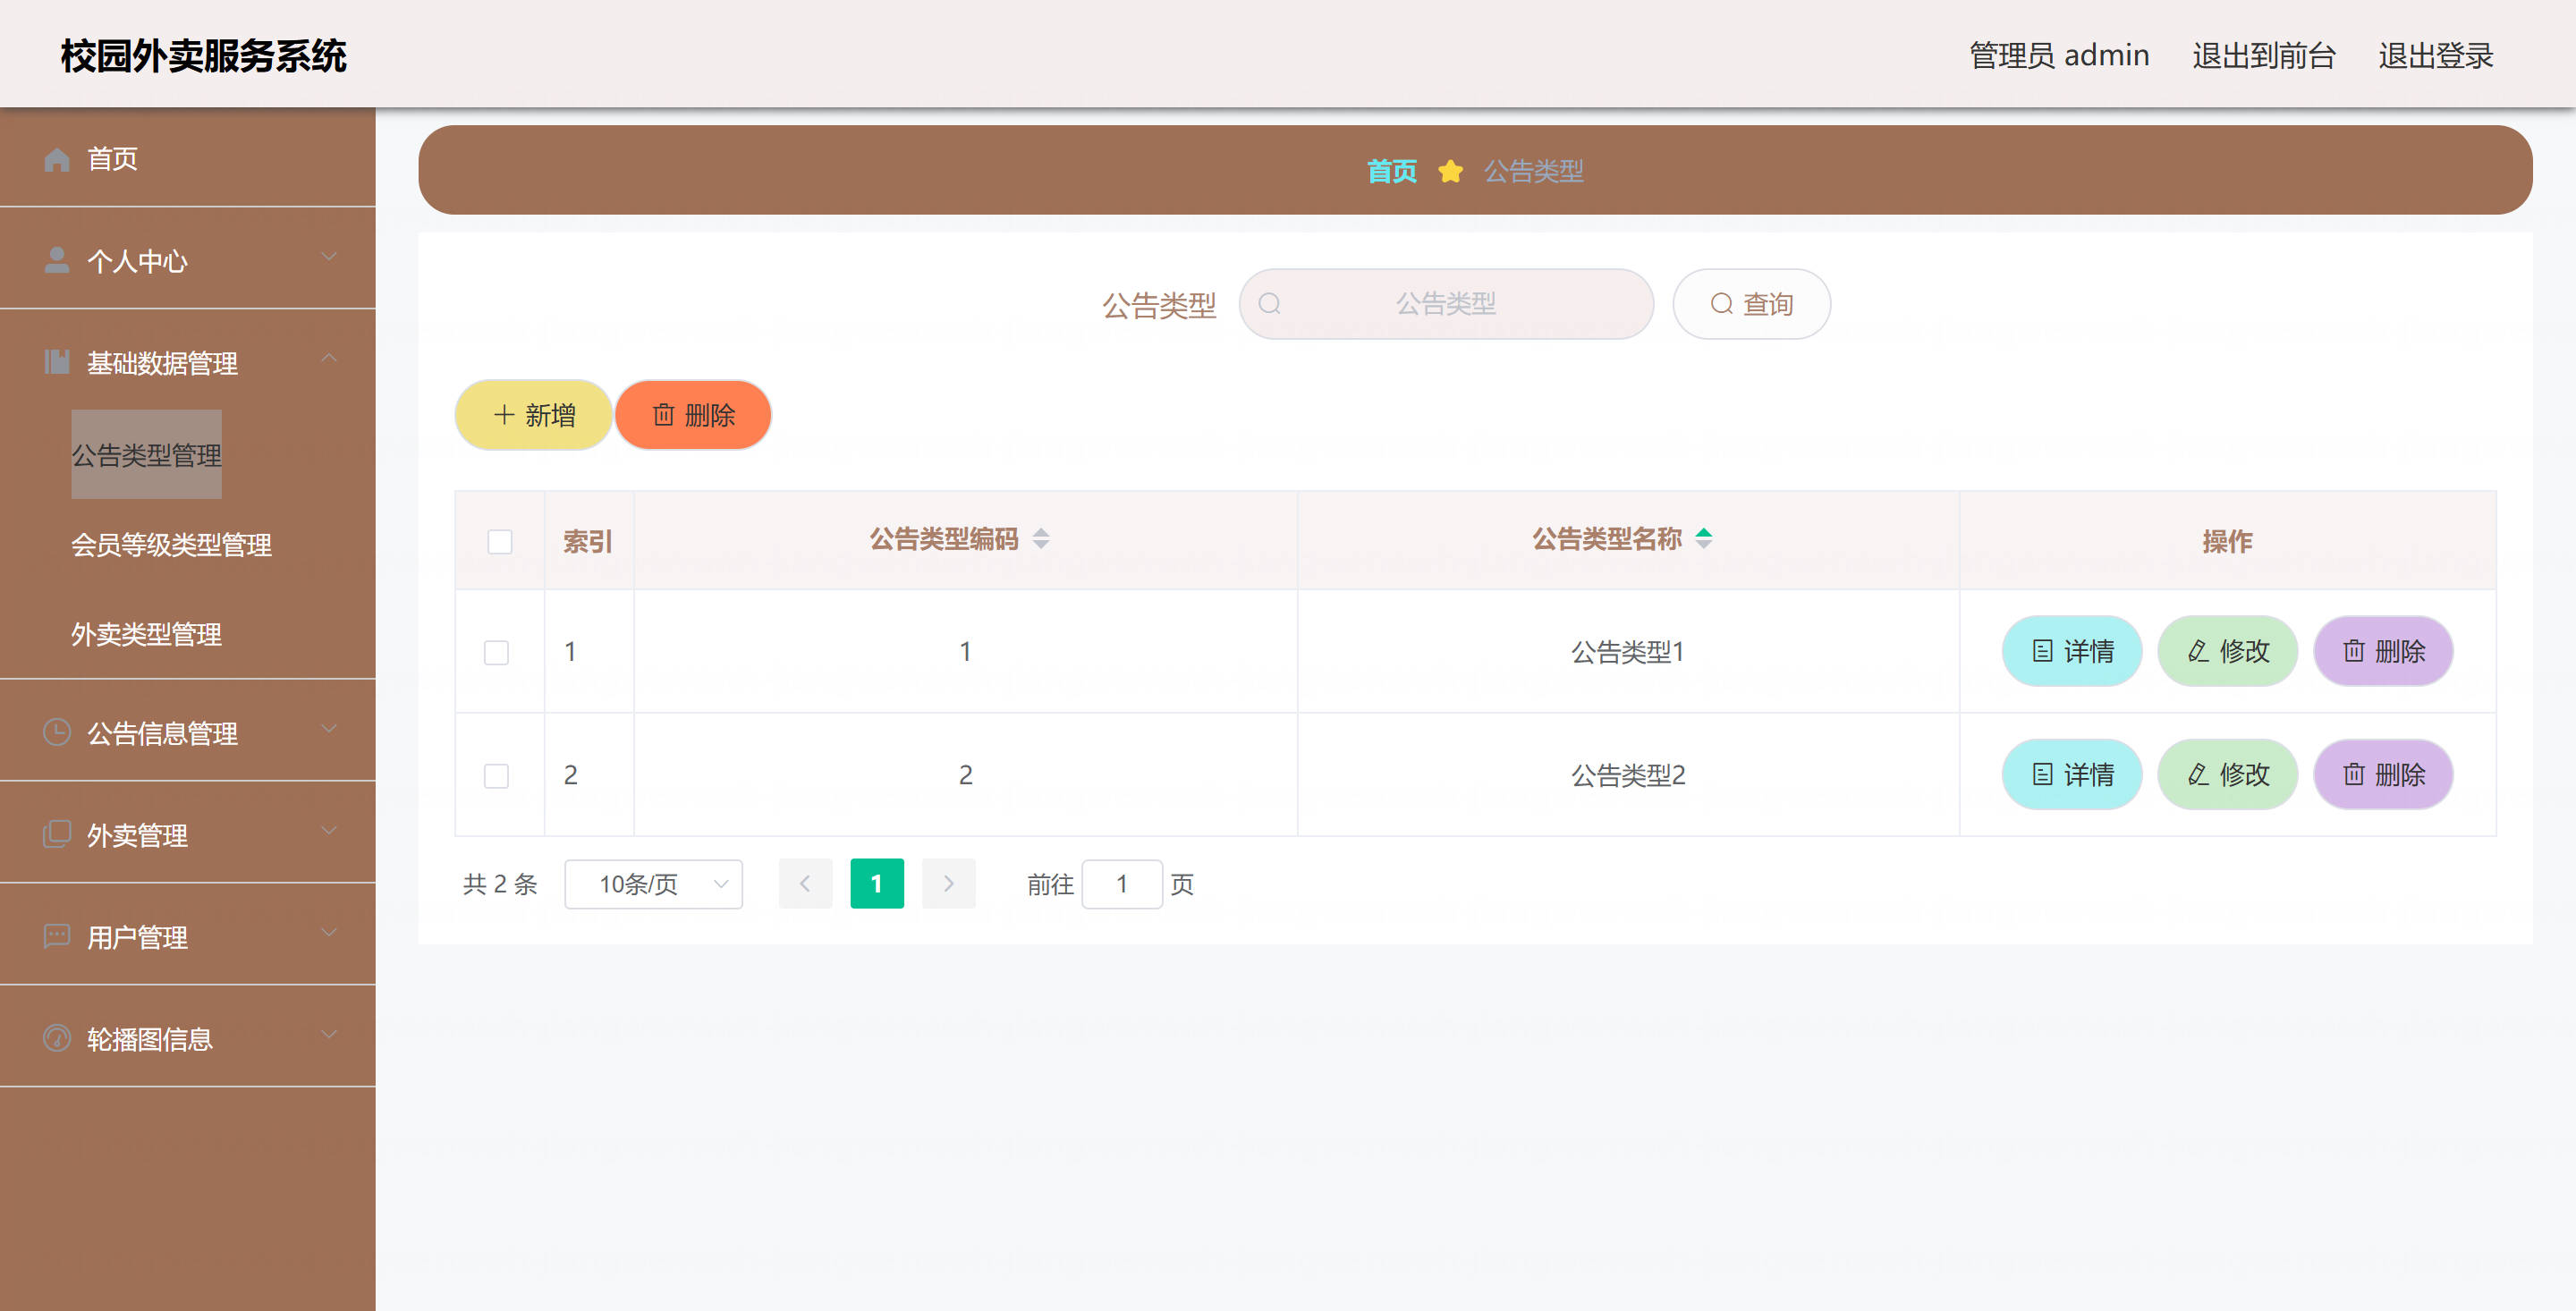 校园外卖服务系统
管理员 admin 退出到前台 退出登录
首页
个人中心
基础数据管理
公告类型管理
会员等级类型管理
外卖类型管理
公告信息管理
外卖管理
用户管理
轮播图信息
首页 公告类型
公告类型 公告类型 查询
新增 删除
索引 公告类型编码 公告类型名称 操作
1 1 公告类型1 详情 修改 删除
2 2 公告类型2 详情 修改 删除
共 2 条 10条/页 1 前往 1 页